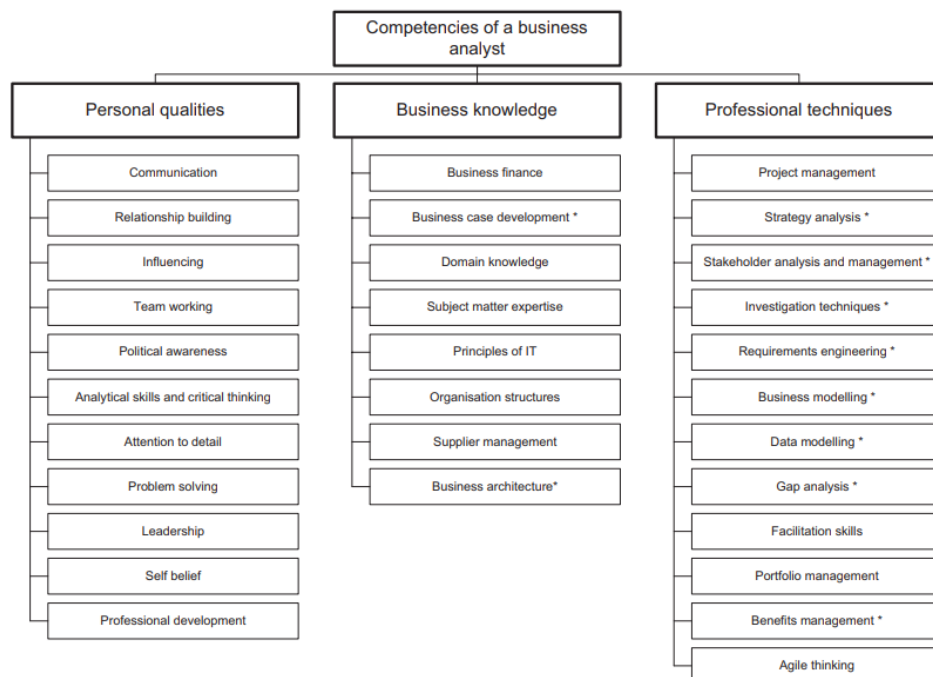 Competencies of a business
analyst
Personal qualities
Business knowledge
Professional techniques
Communication
Relationship building
Influencing
Team working
Political awareness
Analytical skills and critical thinking
Attention to detail
Problem solving
Leadership
Self belief
Professional development
Business finance
Business case development *
Domain knowledge
Subject matter expertise
Principles of IT
Organisation structures
Supplier management
Business architecture*
Project management
Strategy analysis *
Stakeholder analysis and management *
Investigation techniques *
Requirements engineering *
Business modelling *
Data modelling *
Gap analysis *
Facilitation skills
Portfolio management
Benefits management *
Agile thinking